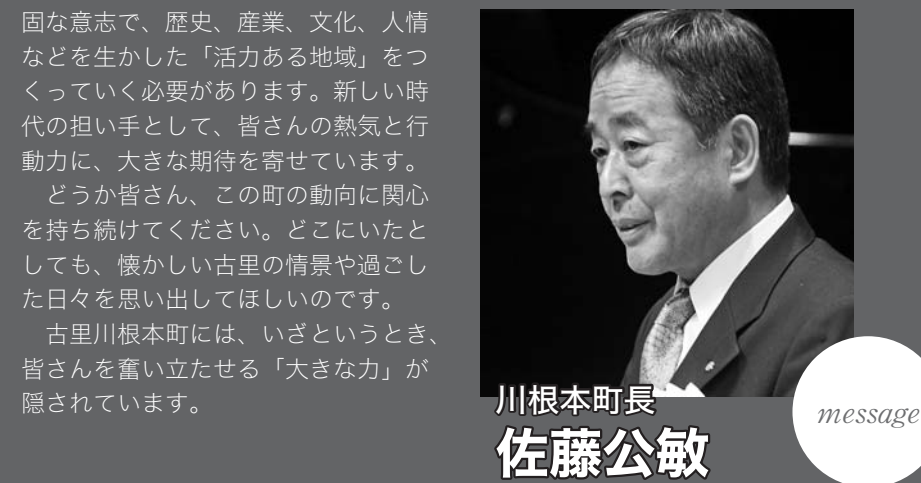 固な意志で、歴史、産業、文化、人情
などを生かした「活力ある地域」をつ
くっていく必要があります。新しい時
代の担い手として、皆さんの熱気と行
動力に、大きな期待を寄せています。
　どうか皆さん、この町の動向に関心
を持ち続けてください。どこにいたと
しても、懐かしい古里の情景や過ごし
た日々を思い出してほしいのです。
　古里川根本町には、いざというとき、
皆さんを奮い立たせる「大きな力」が
隠されています。
川根本町長
佐藤公敏
message